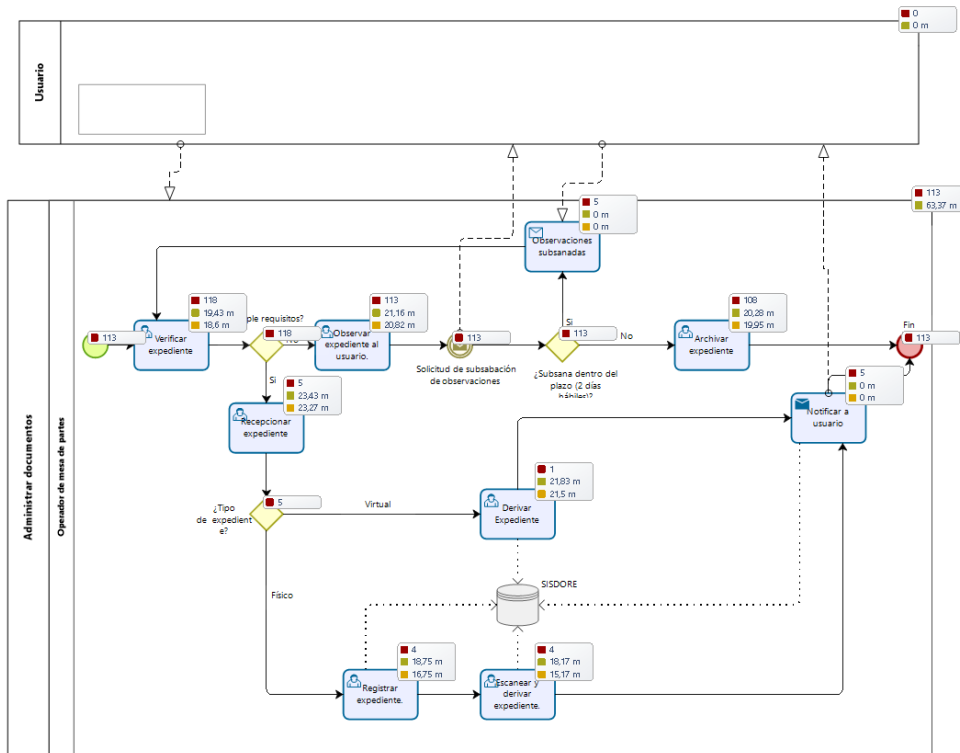 0
0 m
Usuario
113
63,37 m
5
0 m
0 m
Observaciones
subsanadas
118
19,43 m
18,6 m
113
21,16 m
20,82 m
108
20,28 m
19,95 m
ple requisitos?
Si
Fin
113
Verificar
expediente
118
No
Observar
expediente al
usuario.
113
113
No
Archivar
expediente
113
Solicitud de subsabación
de observaciones
¿Subsana dentro del
plazo (2 días
hábiles)?
Si
5
23,43 m
23,27 m
5
0 m
0 m
Recepcionar
expediente
Notificar a
usuario
Administrar documentos
Operador de mesa de partes
1
21,83 m
21,5 m
¿Tipo
de expedient
e?
5
Virtual
Derivar
Expediente
SISDORE
Físico
4
18,75 m
16,75 m
4
18,17 m
15,17 m
Registrar
expediente.
Escanear y
derivar
expediente.